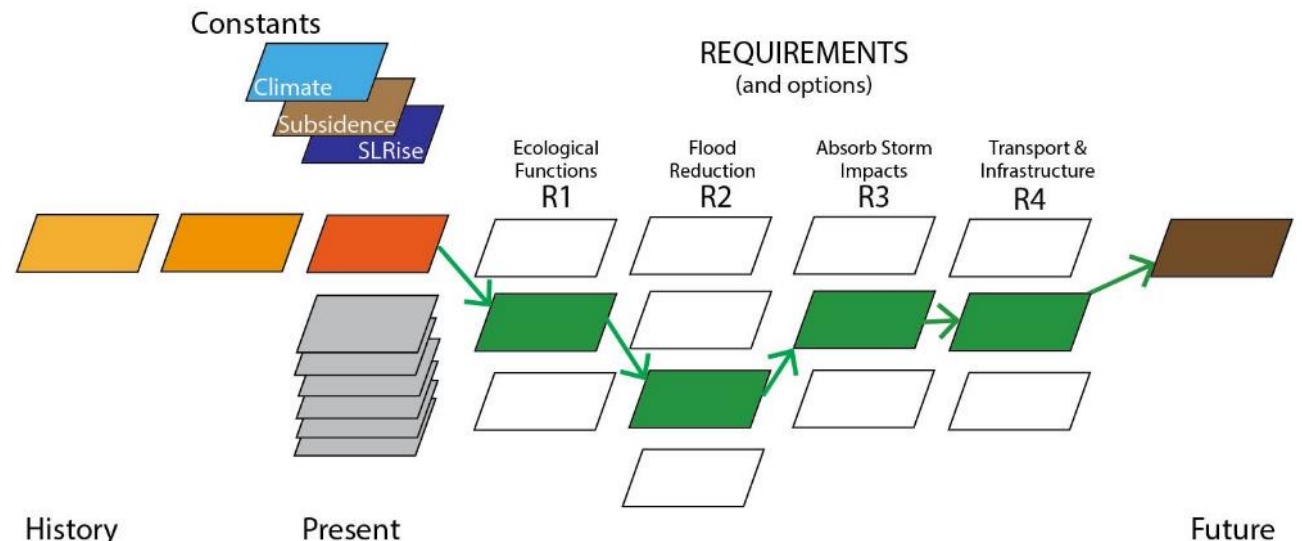 Constants
Climate
Subsidence
SLRise
REQUIREMENTS
(and options)
Ecological
Functions
R1
Flood
Reduction
R2
Absorb Storm
Impacts
R3
Transport &
Infrastructure
R4
History
Present
Future